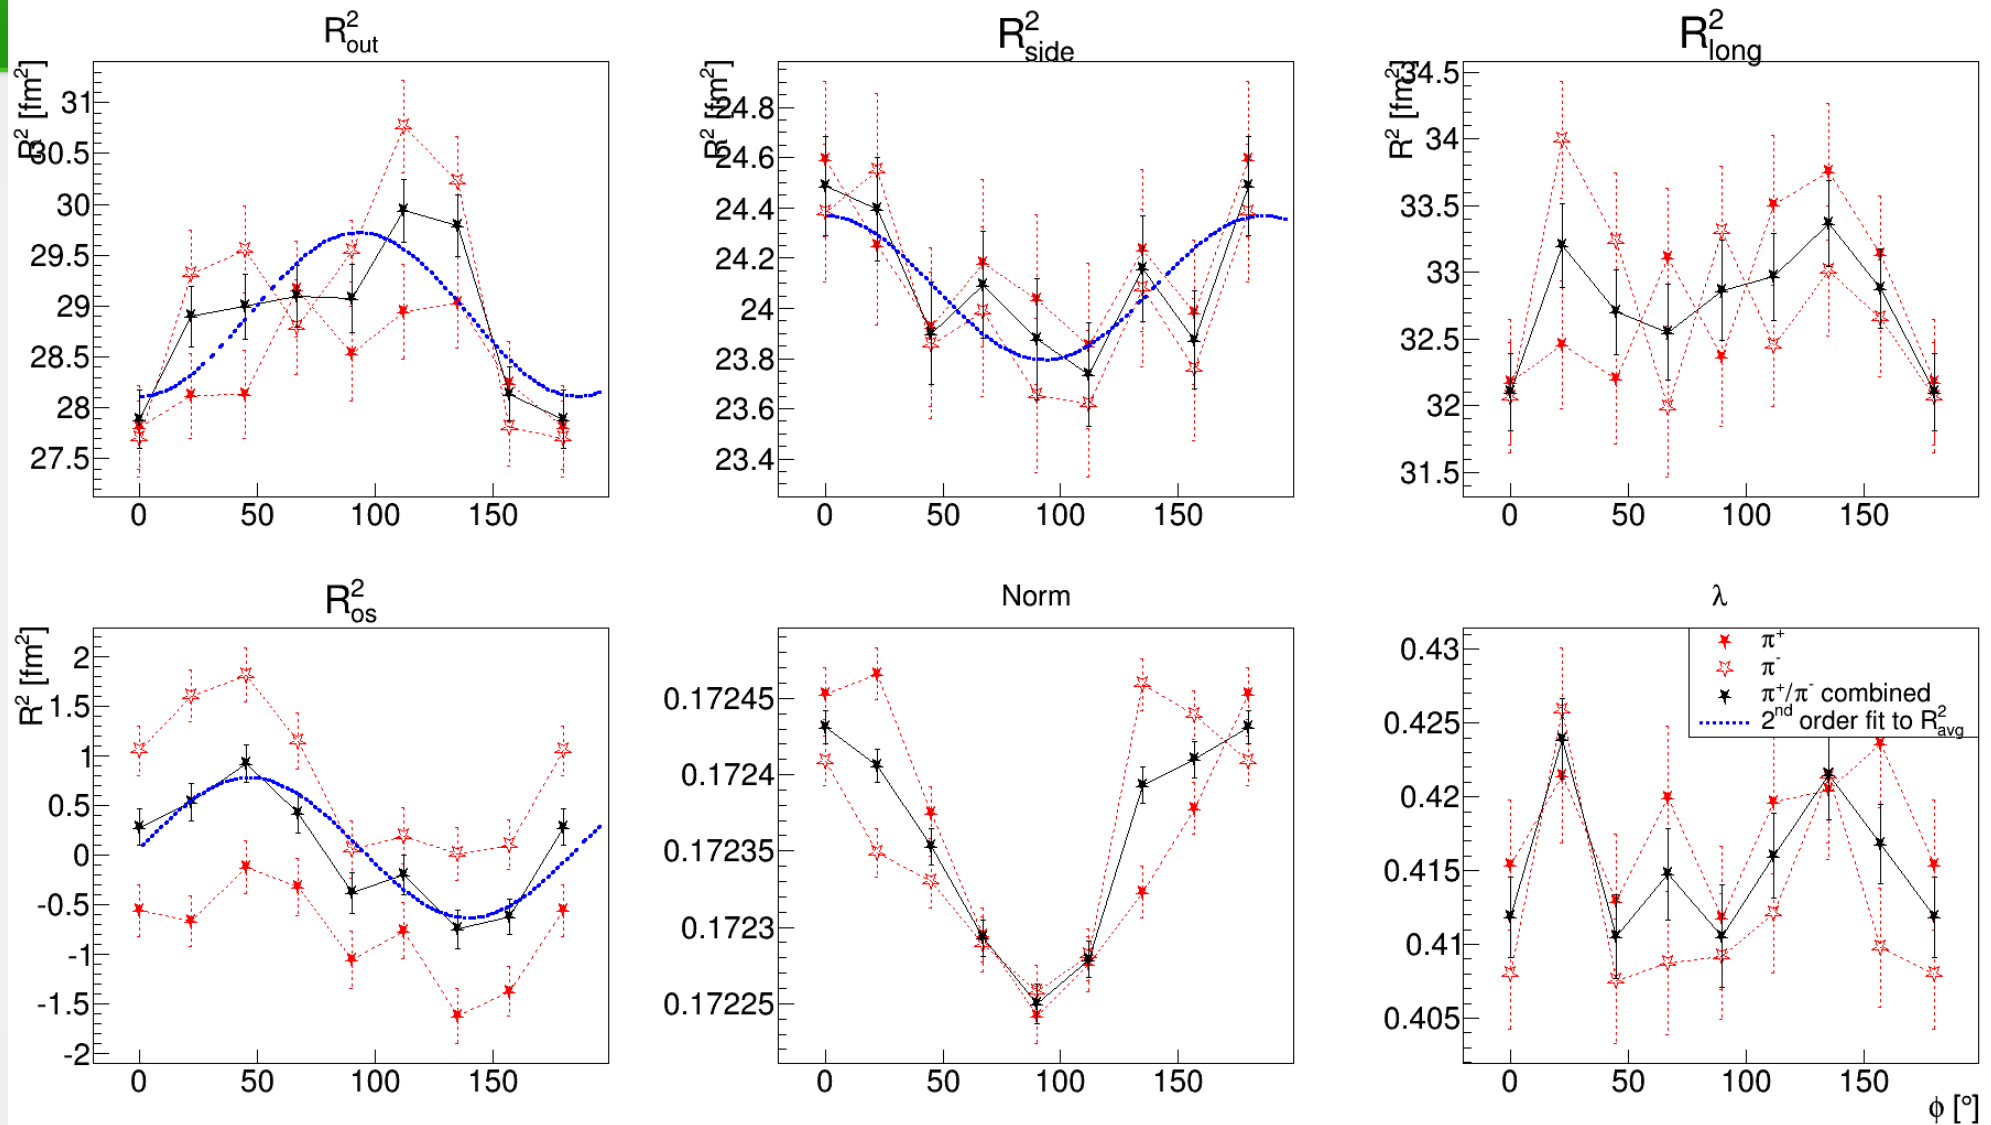 R²out
R² [fm²]
31
30.5
30
29.5
29
28.5
28
27.5
0 50 100 150
R²side
R² [fm²]
24.8
24.6
24.4
24.2
24
23.8
23.6
23.4
0 50 100 150
R²long
R² [fm²]
34.5
34
33.5
33
32.5
32
31.5
0 50 100 150
R²os
R² [fm²]
2
1.5
1
0.5
0
-0.5
-1
-1.5
-2
0 50 100 150
Norm
0.17245
0.1724
0.17235
0.1723
0.17225
0 50 100 150
λ
0.43
0.425
0.42
0.415
0.41
0.405
0 50 100 150
π⁺
π⁻
π⁺/π⁻ combined
2nd order fit to R²avg
ϕ [°]